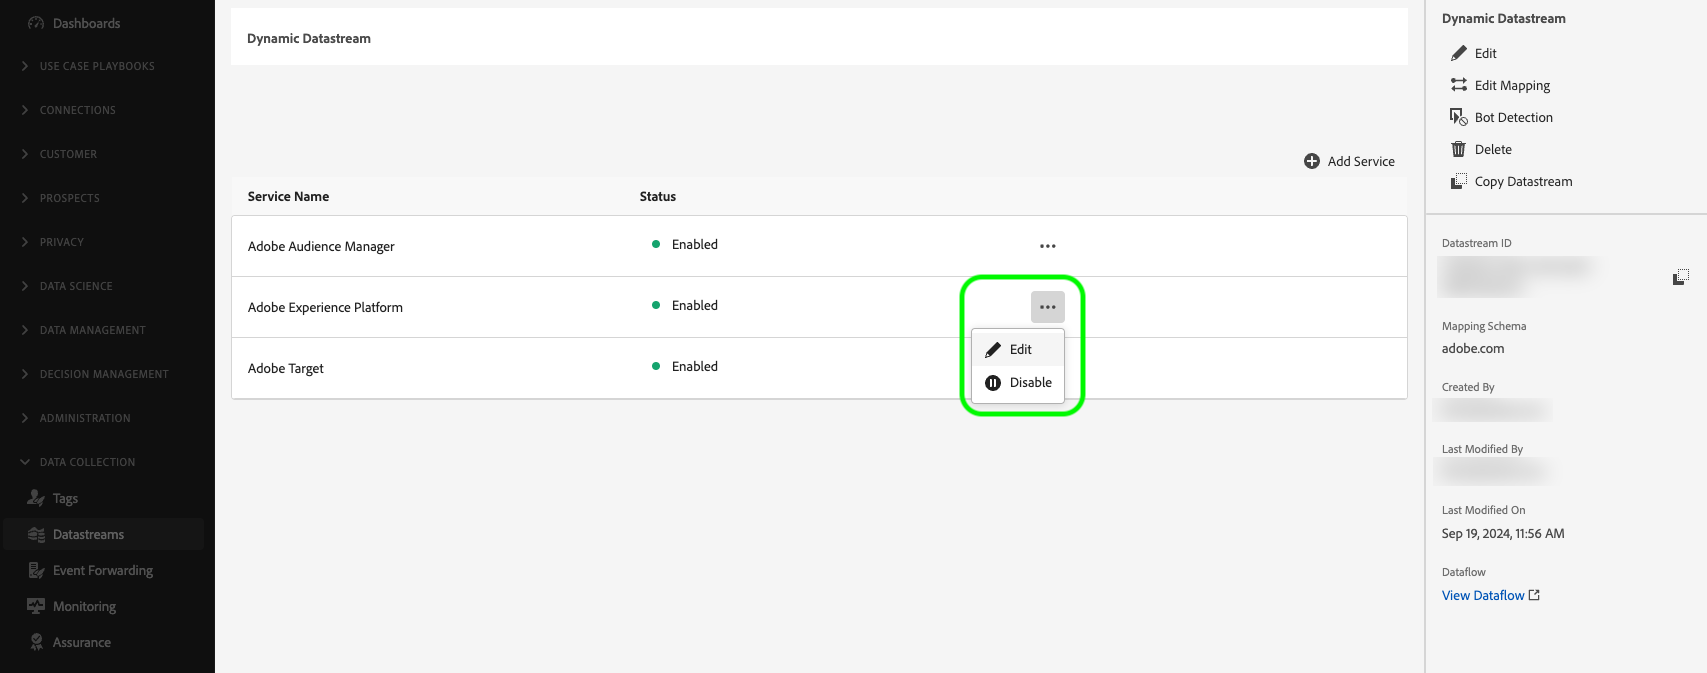 Dashboards
USE CASE PLAYBOOKS
CONNECTIONS
CUSTOMER
PROSPECTS
PRIVACY
DATA SCIENCE
DATA MANAGEMENT
DECISION MANAGEMENT
ADMINISTRATION
DATA COLLECTION
Tags
Datastreams
Event Forwarding
Monitoring
Assurance
Dynamic Datastream
Add Service
Service Name Status
Adobe Audience Manager Enabled
Adobe Experience Platform Enabled
Adobe Target Enabled
Edit
Disable
Dynamic Datastream
Edit
Edit Mapping
Bot Detection
Delete
Copy Datastream
Datastream ID
Mapping Schema
adobe.com
Created By
Last Modified By
Last Modified On
Sep 19, 2024, 11:56 AM
Dataflow
View Dataflow